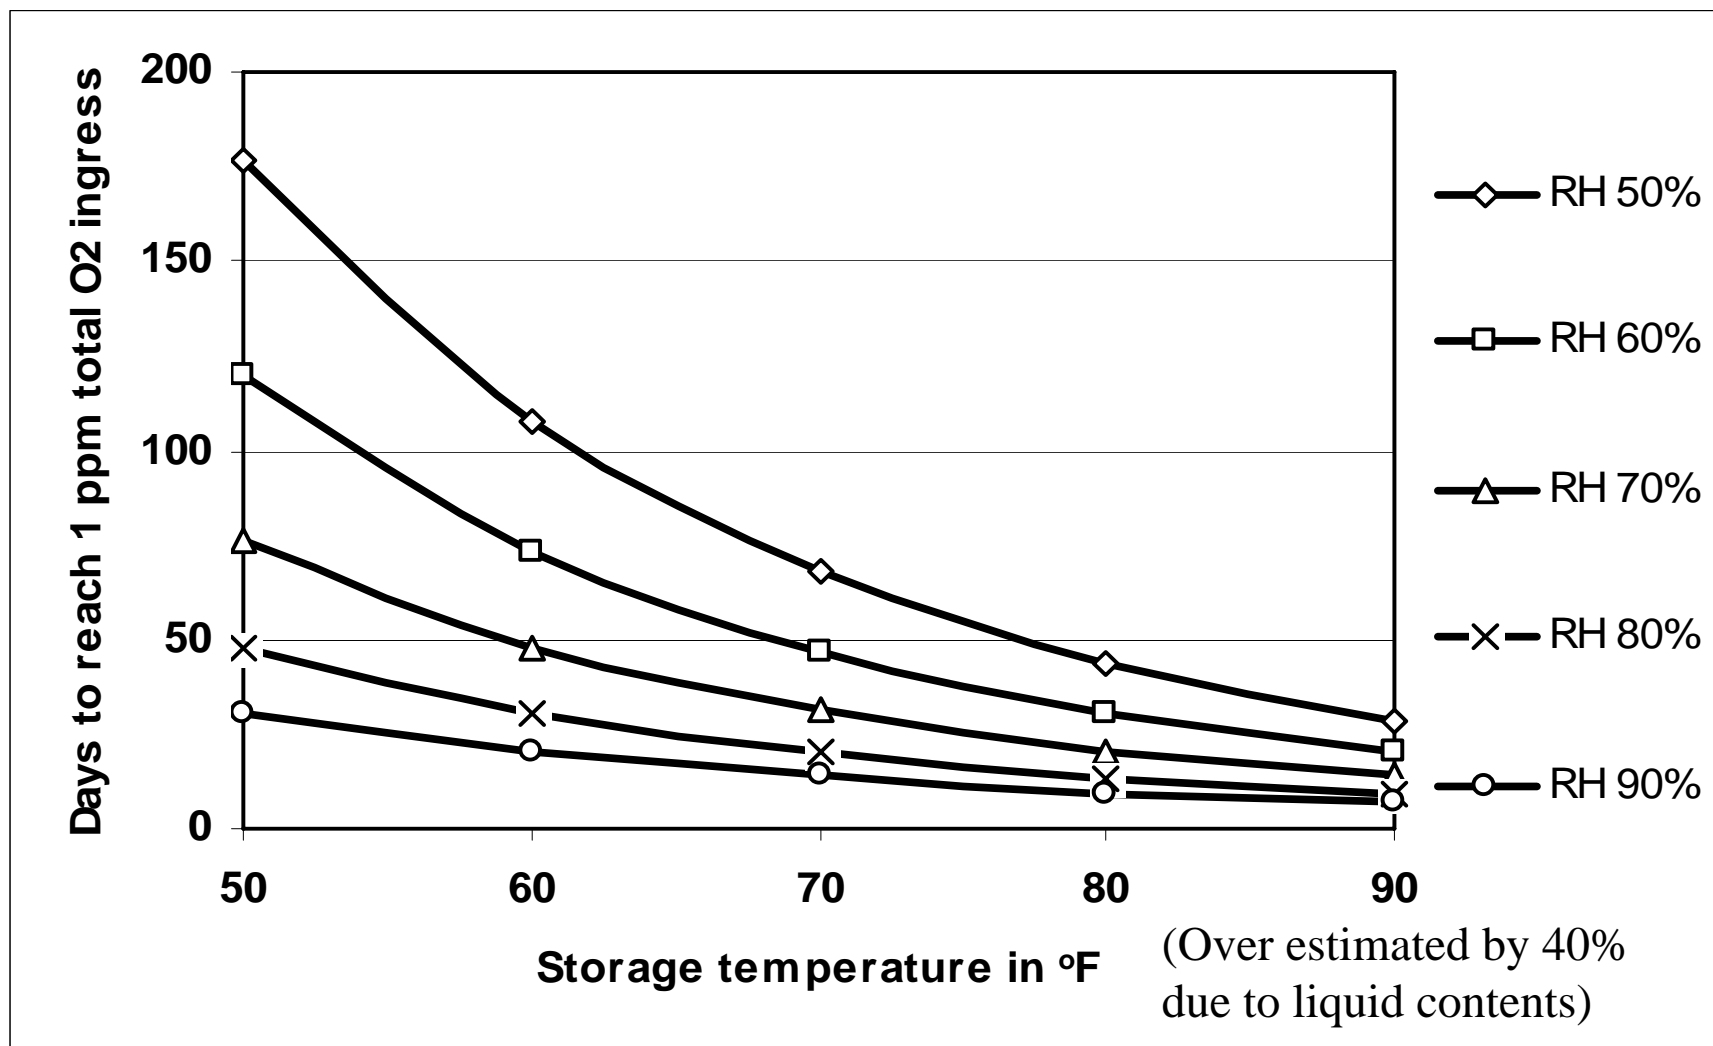 Days to reach 1 ppm total O2 ingress
200
150
100
50
0
50
60
70
80
90
Storage temperature in ºF
(Over estimated by 40%
due to liquid contents)
RH 50%
RH 60%
RH 70%
RH 80%
RH 90%